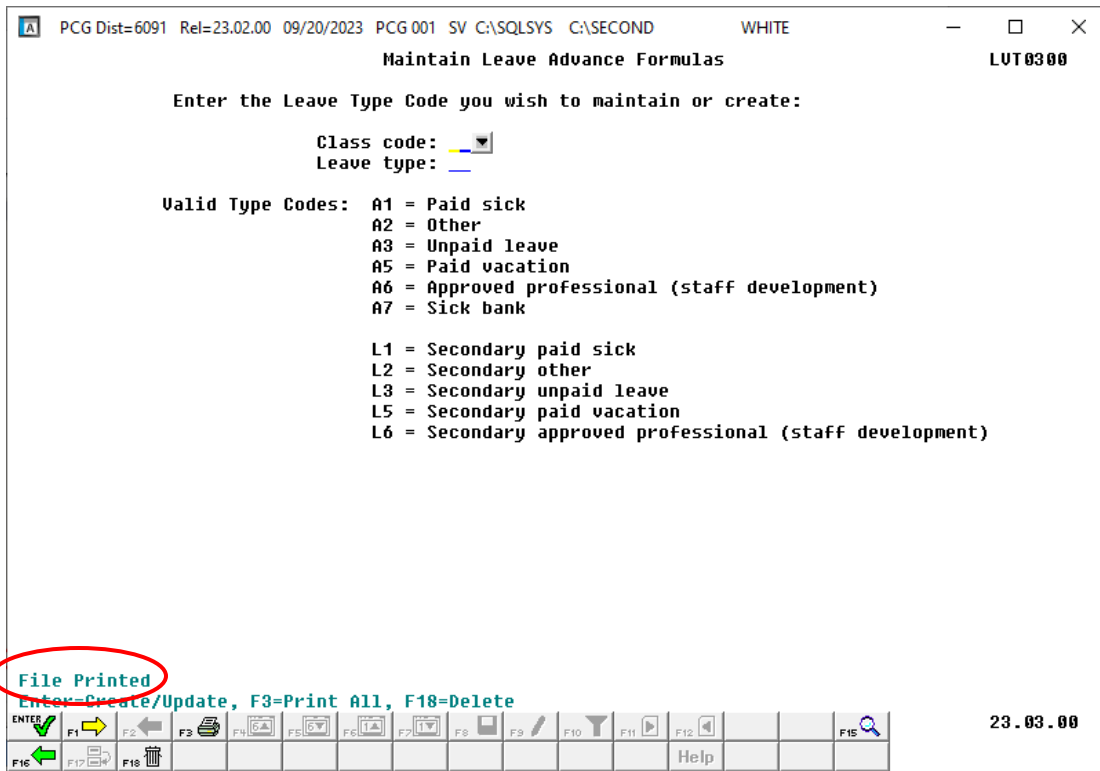 A PCG Dist=6091 Rel=23.02.00 09/20/2023 PCG 001 SV C:\SQLSYS C:\SECOND WHITE
Maintain Leave Advance Formulas LVT0300
Enter the Leave Type Code you wish to maintain or create:
Class code:
Leave type:
Valid Type Codes: A1 = Paid sick
A2 = Other
A3 = Unpaid leave
A5 = Paid vacation
A6 = Approved professional (staff development)
A7 = Sick bank
L1 = Secondary paid sick
L2 = Secondary other
L3 = Secondary unpaid leave
L5 = Secondary paid vacation
L6 = Secondary approved professional (staff development)
File Printed
Enter=Create/Update, F3=Print All, F18=Delete
ENTER F1 F2 F3 F4 6 F5 6 F6 1 F7 1 F8 F9 F10 F11 F12 F15 23.03.00
F16 F17 F18 Help